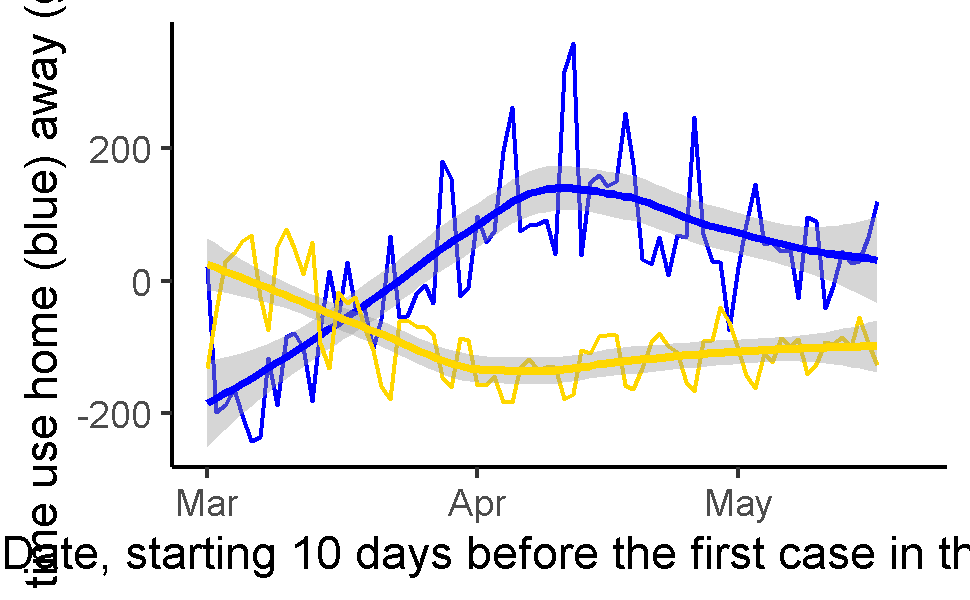 time use home (blue) away (
200
0
-200
Mar Apr May
Date, starting 10 days before the first case in th